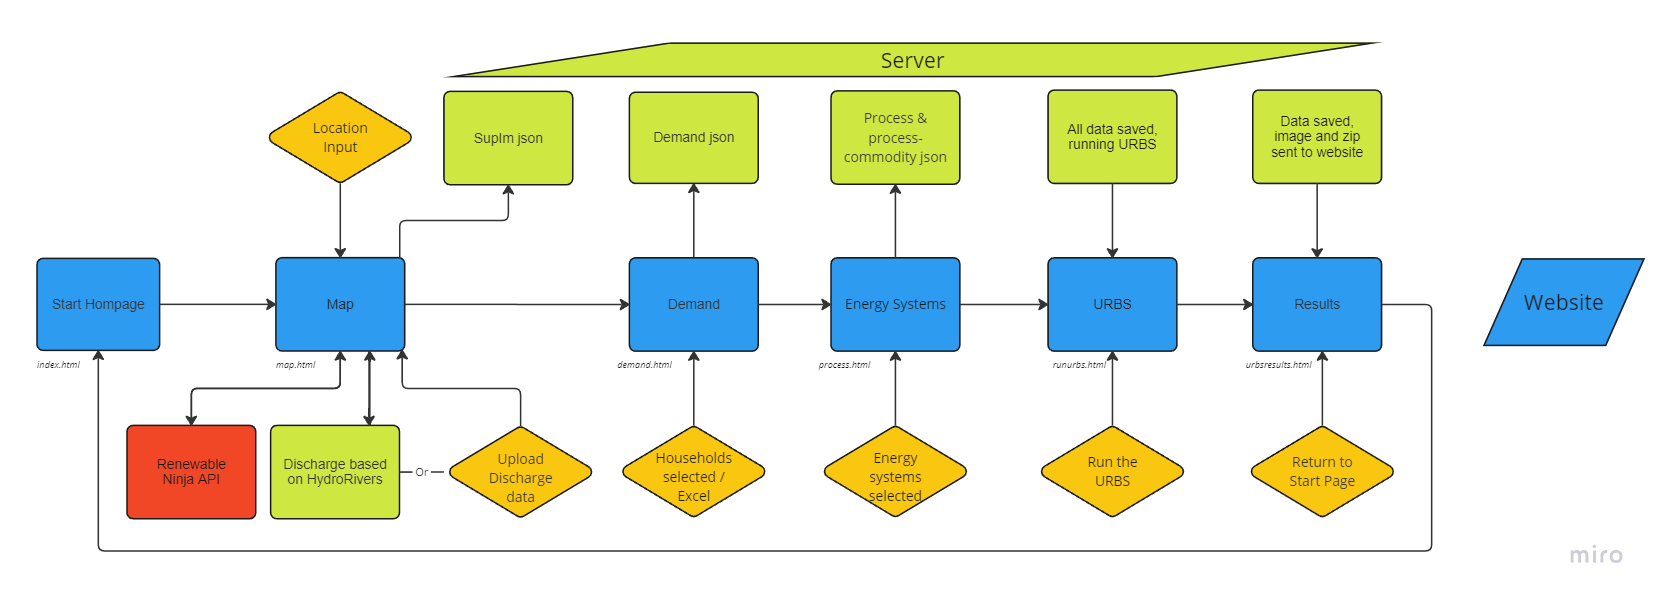 Server
Location
Input
SupIm json
Demand json
Process &
process-
commodity json
All data saved,
running URBS
Data saved,
image and zip
sent to website
Start Hompage
Map
Demand
Energy Systems
URBS
Results
Website
index.html
map.html
demand.html
process.html
runurbs.html
urbsresults.html
Renewable
Ninja API
Discharge based
on HydroRivers
Or
Upload
Discharge
data
Households
selected /
Excel
Energy
systems
selected
Run the
URBS
Return to
Start Page
miro